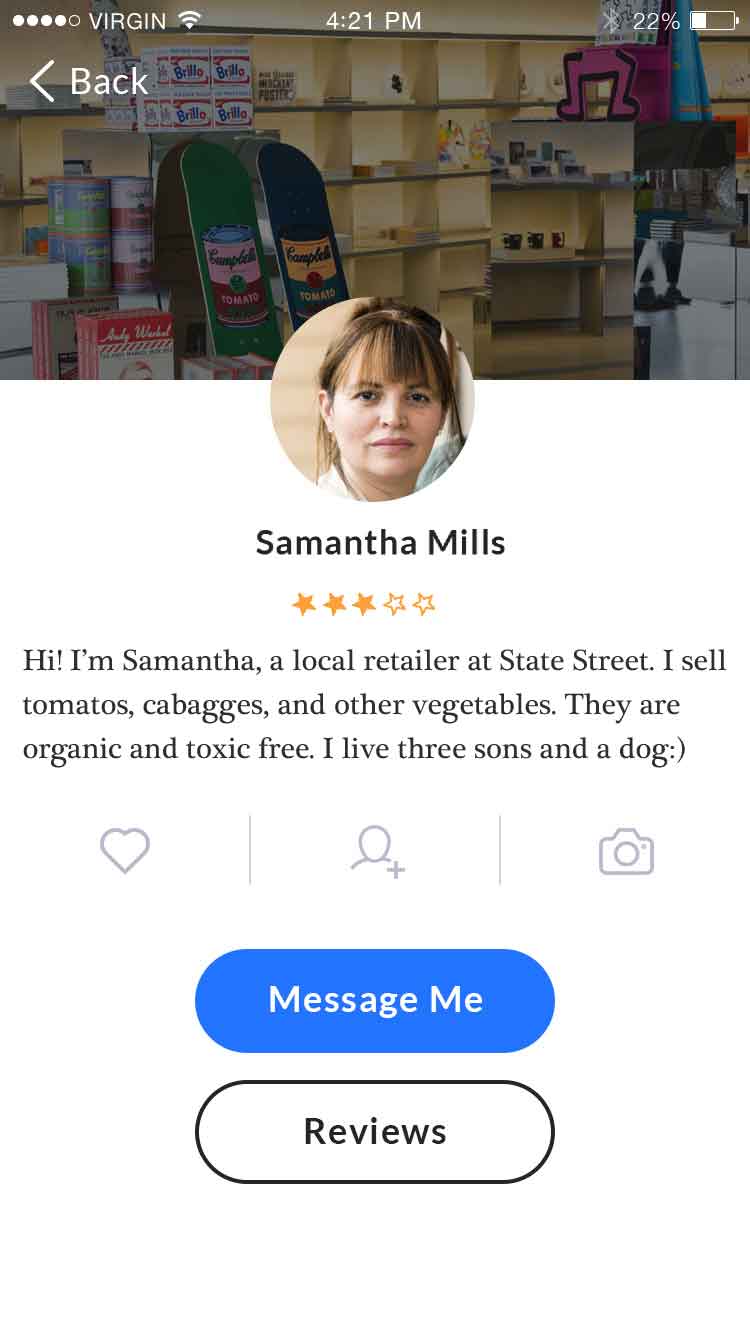 VIRGIN 4:21 PM 22%
Back
Brillo Brillo
Brillo Brillo
Campbell's Campbell's
TOMATO TOMATO
Andy Warhol
Samantha Mills
Hi! I’m Samantha, a local retailer at State Street. I sell
tomatos, cabagges, and other vegetables. They are
organic and toxic free. I live three sons and a dog:)
Message Me
Reviews